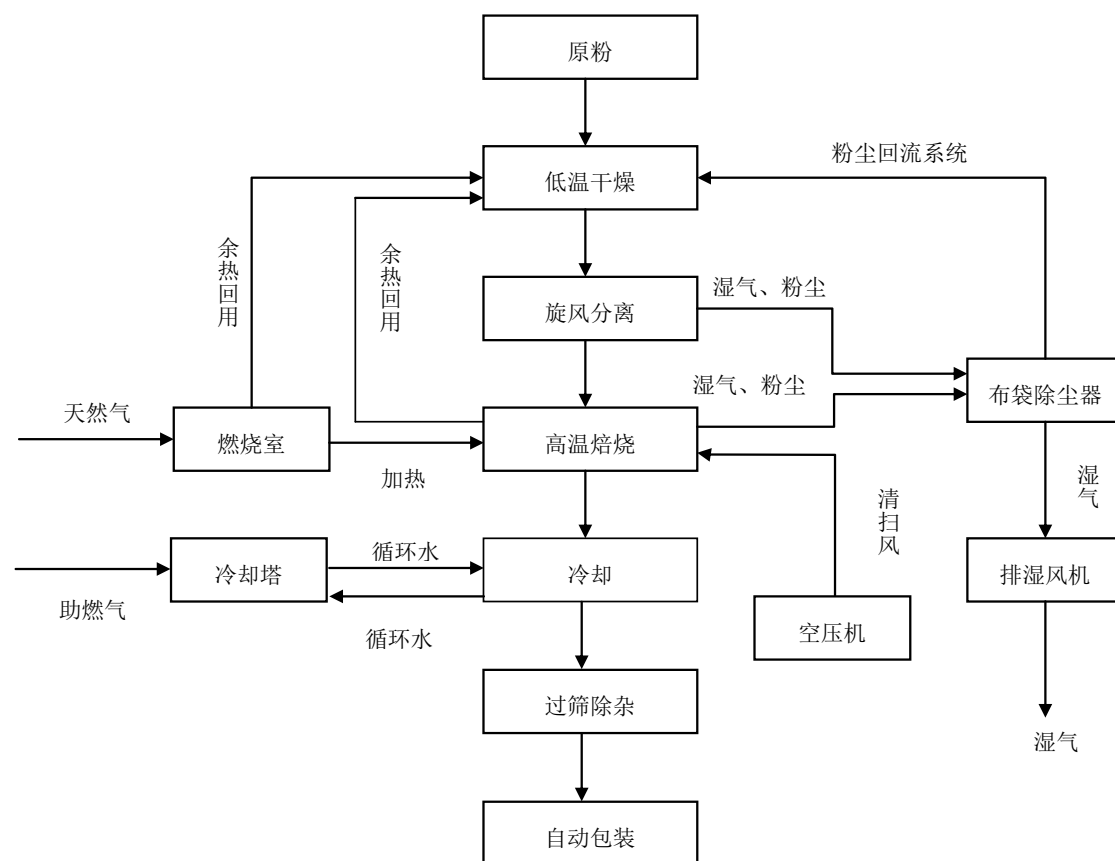 原粉
粉尘回流系统
低温干燥
余热回用
余热回用
湿气、粉尘
旋风分离
湿气、粉尘
布袋除尘器
天然气
燃烧室
高温焙烧
加热
湿气
清扫风
循环水
冷却塔
冷却
排湿风机
助燃气
循环水
空压机
过筛除杂
湿气
自动包装